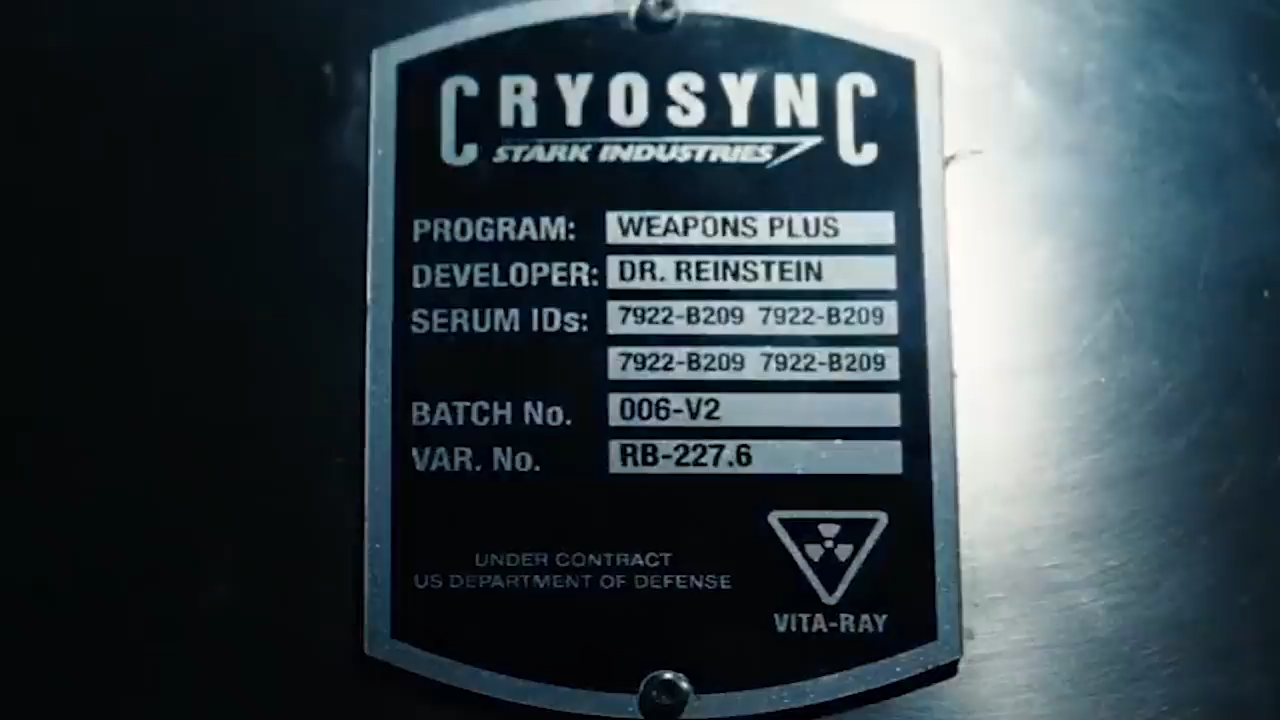 CRYOSYNC
STARK INDUSTRIES
PROGRAM: WEAPONS PLUS
DEVELOPER: DR. REINSTEIN
SERUM IDs: 7922-B209 7922-B209
7922-B209 7922-B209
BATCH No. 006-V2
VAR. No. RB-227.6
UNDER CONTRACT
US DEPARTMENT OF DEFENSE
VITA-RAY